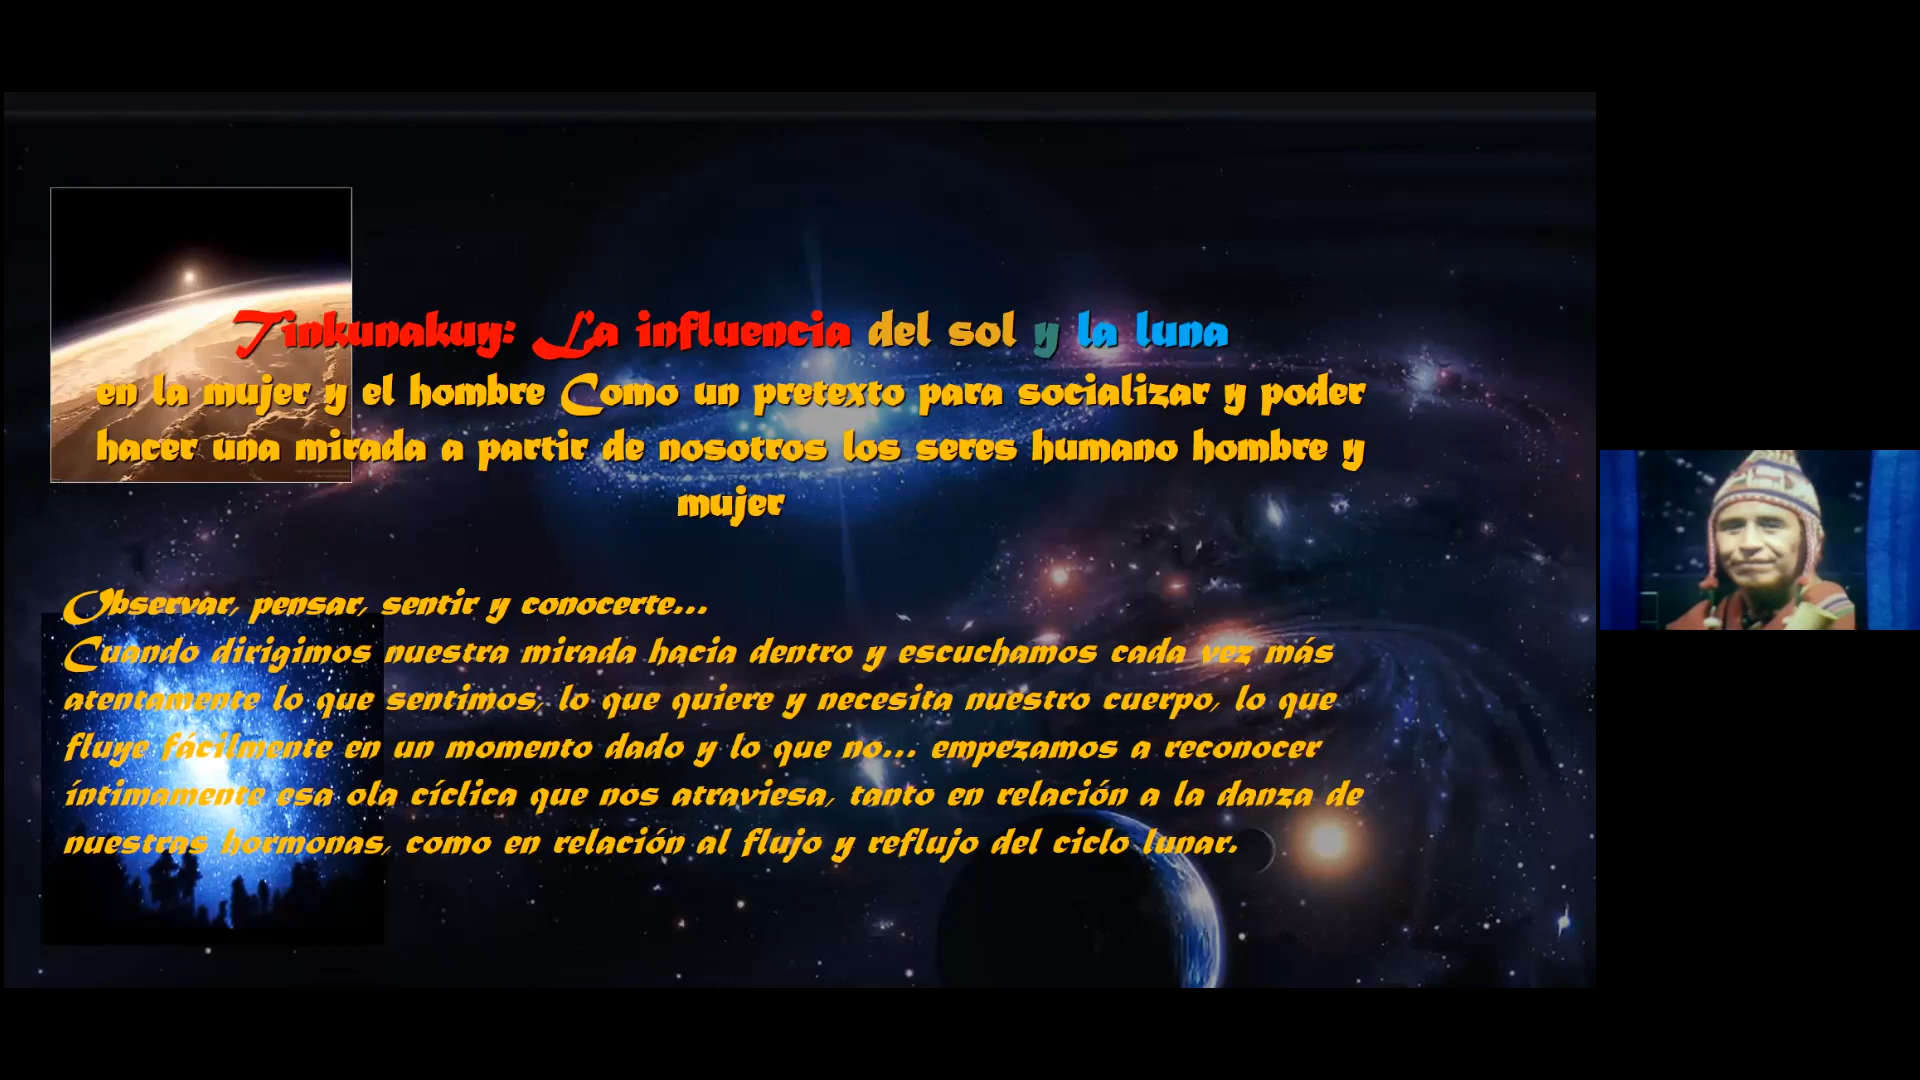 Tinkunakuy: La influencia del sol y la luna
en la mujer y el hombre Como un pretexto para socializar y poder
hacer una mirada a partir de nosotros los seres humano hombre y
mujer
Observar, pensar, sentir y conocerte...
Cuando dirigimos nuestra mirada hacia dentro y escuchamos cada vez más
atentamente lo que sentimos, lo que quiere y necesita nuestro cuerpo, lo que
fluye fácilmente en un momento dado y lo que no... empezamos a reconocer
íntimamente esa ola cíclica que nos atraviesa, tanto en relación a la danza de
nuestras hormonas, como en relación al flujo y reflujo del ciclo lunar.